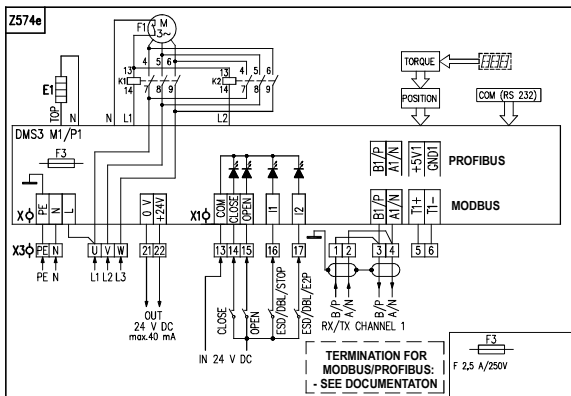 Z574e
F1 M
3~
13 4 5 6 13 4 5 6
K1 K2
14 7 8 9 14 7 8 9
E1
TOP N N L1 L2
TORQUE
POSITION COM (RS 232)
DMS3 M1/P1
F3
B1/P A1/N +5V1 GND1 PROFIBUS
X PE N L 0 V +24V X1 COM CLOSE OPEN I1 I2 B1/P A1/N T1+ T1- MODBUS
X3 PE N U V W 21 22 13 14 15 16 17 1 2 3 4 5 6
PE N L1 L2 L3
OUT
24 V DC
max.40 mA
CLOSE OPEN ESD/DBL/STOP ESD/DBL/E2P
IN 24 V DC
B/P A/N B/P A/N
RX/TX CHANNEL 1
TERMINATION FOR
MODBUS/PROFIBUS:
- SEE DOCUMENTATON
F3
F 2,5 A/250V